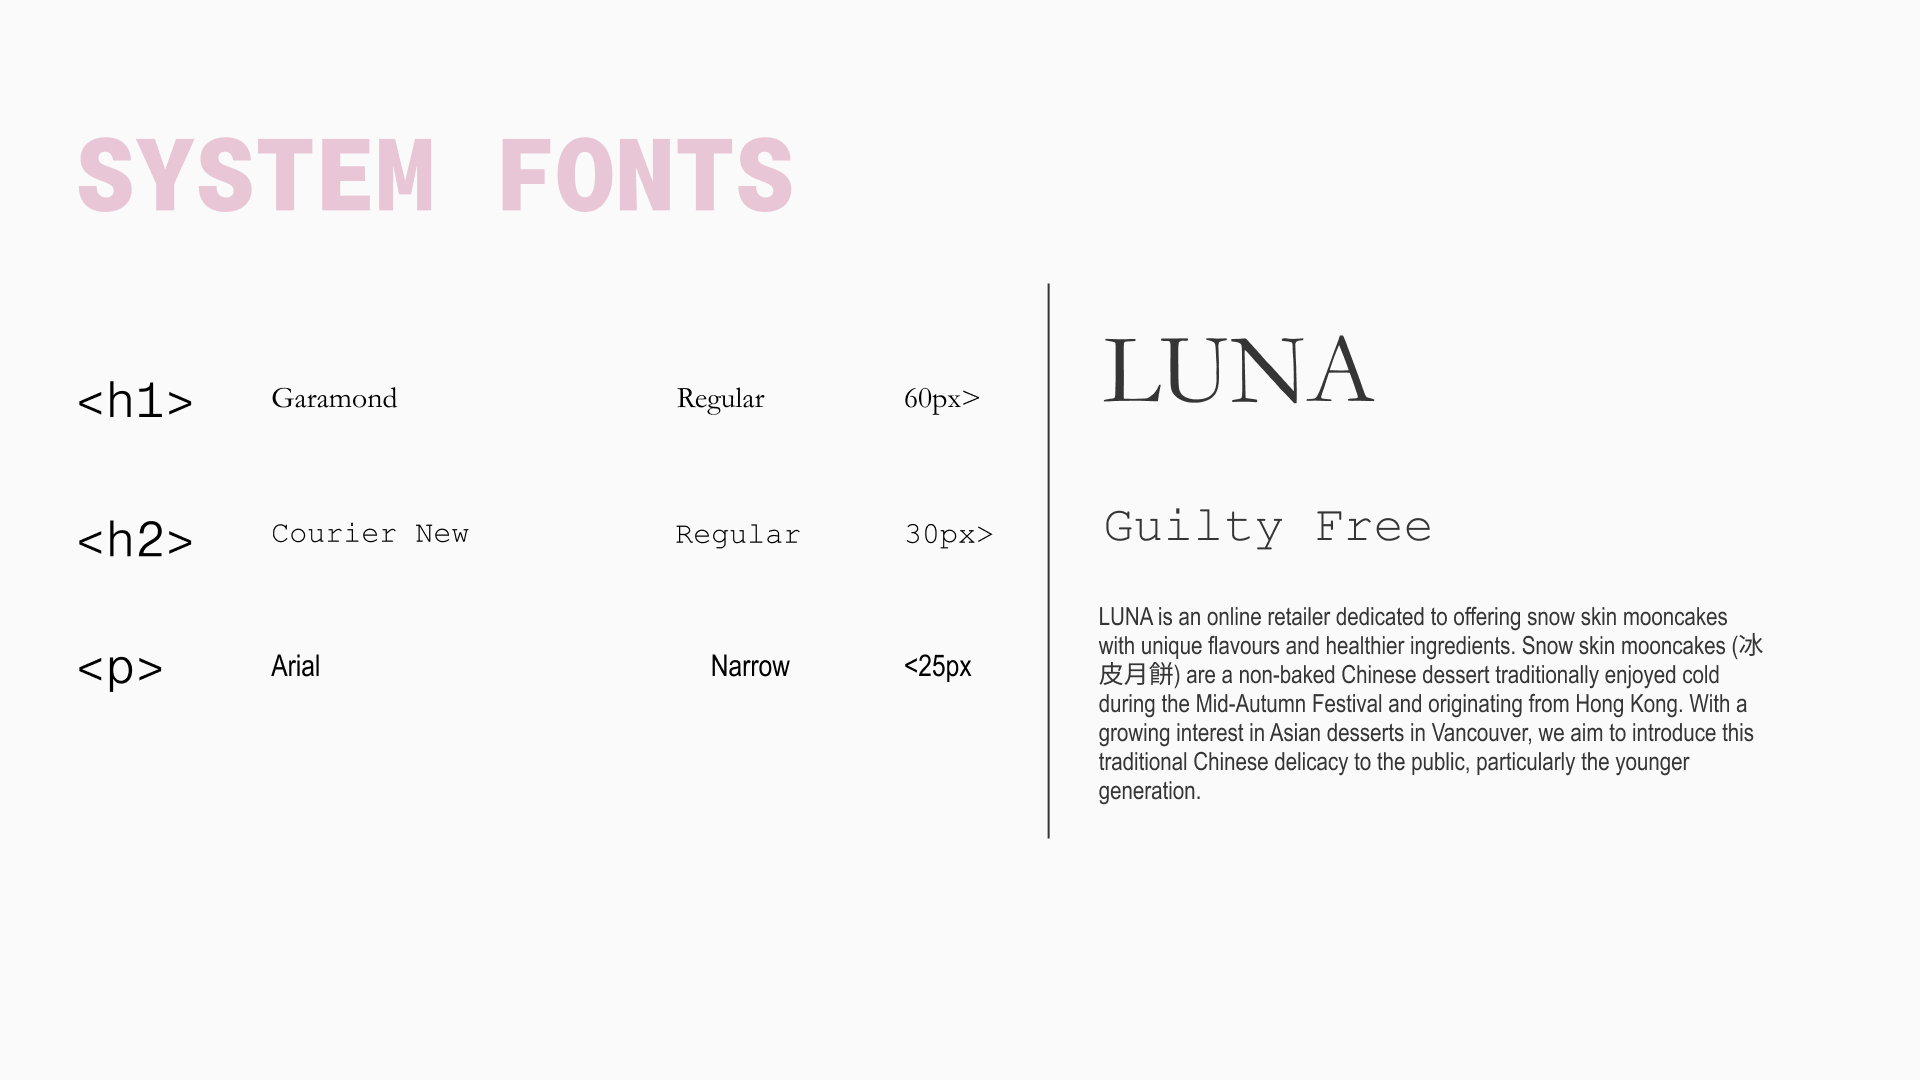 SYSTEM FONTS
<h1> Garamond Regular 60px>
<h2> Courier New Regular 30px>
<p> Arial Narrow <25px
LUNA
Guilty Free
LUNA is an online retailer dedicated to offering snow skin mooncakes
with unique flavours and healthier ingredients. Snow skin mooncakes (冰
皮月餅) are a non-baked Chinese dessert traditionally enjoyed cold
during the Mid-Autumn Festival and originating from Hong Kong. With a
growing interest in Asian desserts in Vancouver, we aim to introduce this
traditional Chinese delicacy to the public, particularly the younger
generation.